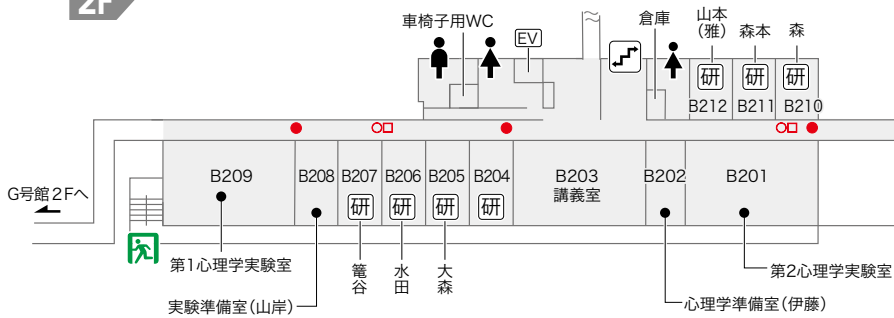 2F
車椅子用WC
EV
倉庫
山本
(雅)
森本
森
研
研
研
B212
B211
B210
B209
B208
B207
B206
B205
B204
B203
講義室
B202
B201
研
研
研
研
G号館2Fへ
第1心理学実験室
篭谷
水田
大森
第2心理学実験室
実験準備室(山岸)
心理学準備室(伊藤)